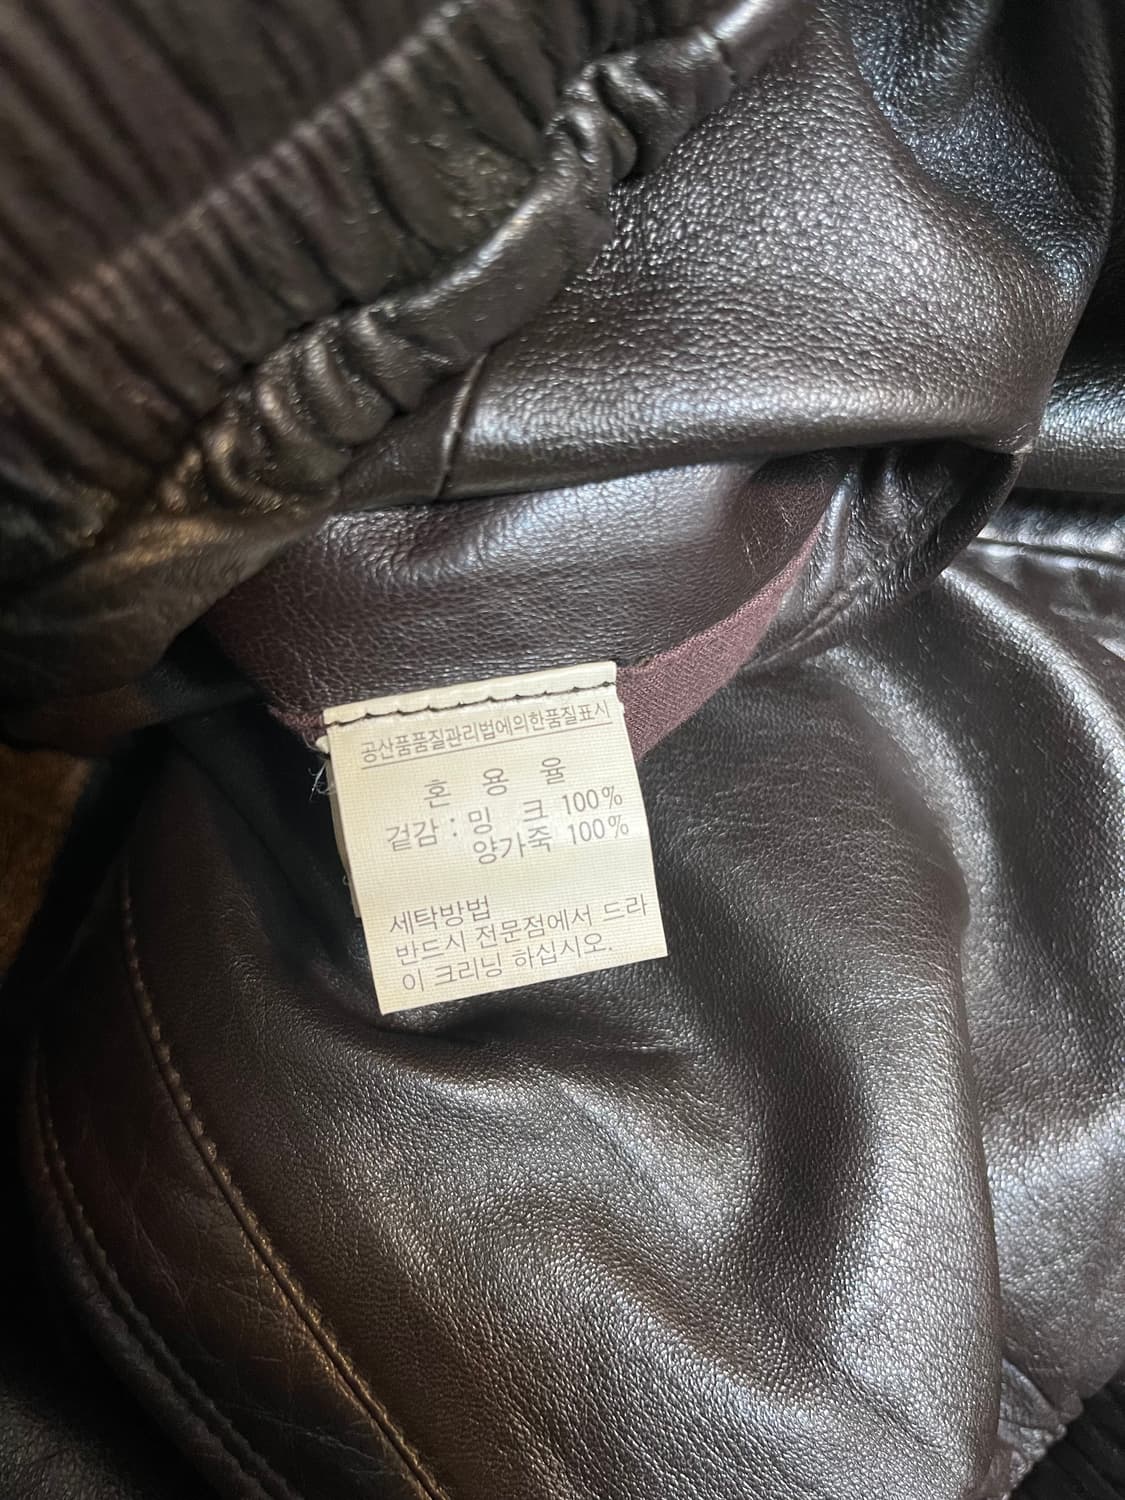 공산품품질관리법에의한품질표시
혼 용 율
겉감 : 밍 크 100%
양가죽 100%
세탁방법
반드시 전문점에서 드라
이 크리닝 하십시오.